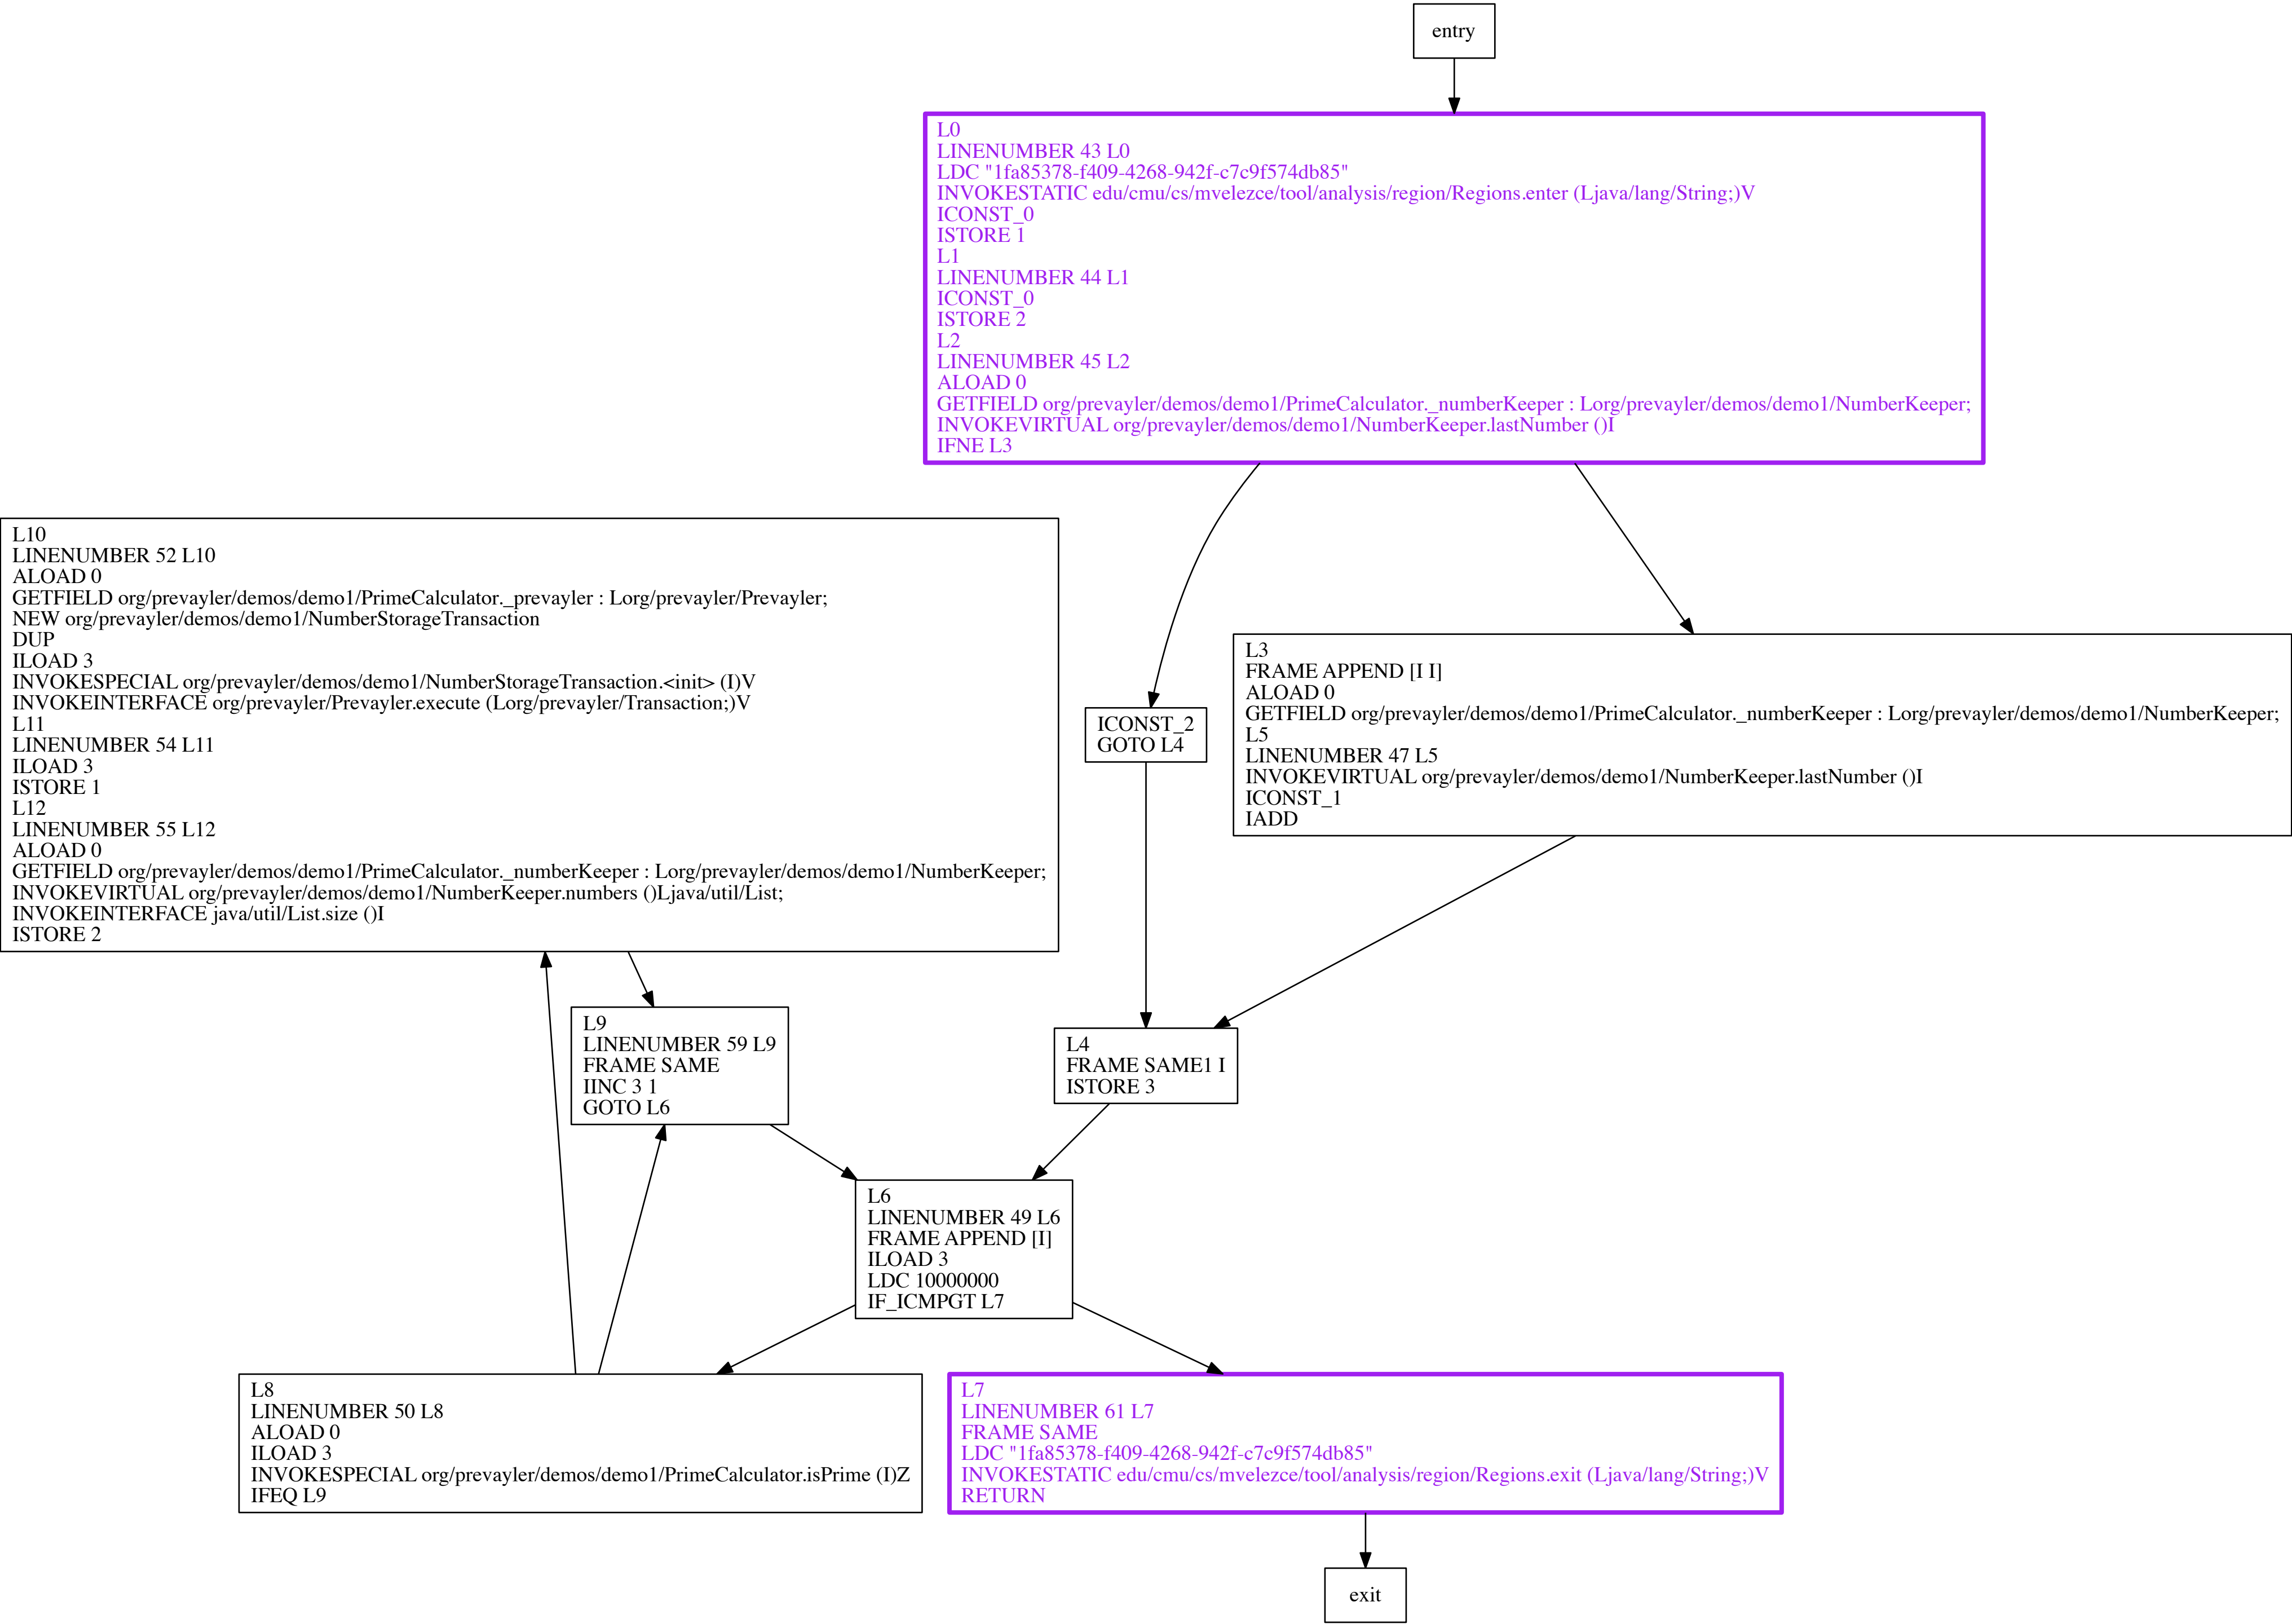 entry
L0
LINENUMBER 43 L0
LDC "1fa85378-f409-4268-942f-c7c9f574db85"
INVOKESTATIC edu/cmu/cs/mvelezce/tool/analysis/region/Regions.enter (Ljava/lang/String;)V
ICONST_0
ISTORE 1
L1
LINENUMBER 44 L1
ICONST_0
ISTORE 2
L2
LINENUMBER 45 L2
ALOAD 0
GETFIELD org/prevayler/demos/demo1/PrimeCalculator._numberKeeper : Lorg/prevayler/demos/demo1/NumberKeeper;
INVOKEVIRTUAL org/prevayler/demos/demo1/NumberKeeper.lastNumber ()I
IFNE L3
L10
LINENUMBER 52 L10
ALOAD 0
GETFIELD org/prevayler/demos/demo1/PrimeCalculator._prevayler : Lorg/prevayler/Prevayler;
NEW org/prevayler/demos/demo1/NumberStorageTransaction
DUP
ILOAD 3
INVOKESPECIAL org/prevayler/demos/demo1/NumberStorageTransaction.<init> (I)V
INVOKEINTERFACE org/prevayler/Prevayler.execute (Lorg/prevayler/Transaction;)V
L11
LINENUMBER 54 L11
ILOAD 3
ISTORE 1
L12
LINENUMBER 55 L12
ALOAD 0
GETFIELD org/prevayler/demos/demo1/PrimeCalculator._numberKeeper : Lorg/prevayler/demos/demo1/NumberKeeper;
INVOKEVIRTUAL org/prevayler/demos/demo1/NumberKeeper.numbers ()Ljava/util/List;
INVOKEINTERFACE java/util/List.size ()I
ISTORE 2
ICONST_2
GOTO L4
L3
FRAME APPEND [I I]
ALOAD 0
GETFIELD org/prevayler/demos/demo1/PrimeCalculator._numberKeeper : Lorg/prevayler/demos/demo1/NumberKeeper;
L5
LINENUMBER 47 L5
INVOKEVIRTUAL org/prevayler/demos/demo1/NumberKeeper.lastNumber ()I
ICONST_1
IADD
L9
LINENUMBER 59 L9
FRAME SAME
IINC 3 1
GOTO L6
L4
FRAME SAME1 I
ISTORE 3
L6
LINENUMBER 49 L6
FRAME APPEND [I]
ILOAD 3
LDC 10000000
IF_ICMPGT L7
L8
LINENUMBER 50 L8
ALOAD 0
ILOAD 3
INVOKESPECIAL org/prevayler/demos/demo1/PrimeCalculator.isPrime (I)Z
IFEQ L9
L7
LINENUMBER 61 L7
FRAME SAME
LDC "1fa85378-f409-4268-942f-c7c9f574db85"
INVOKESTATIC edu/cmu/cs/mvelezce/tool/analysis/region/Regions.exit (Ljava/lang/String;)V
RETURN
exit